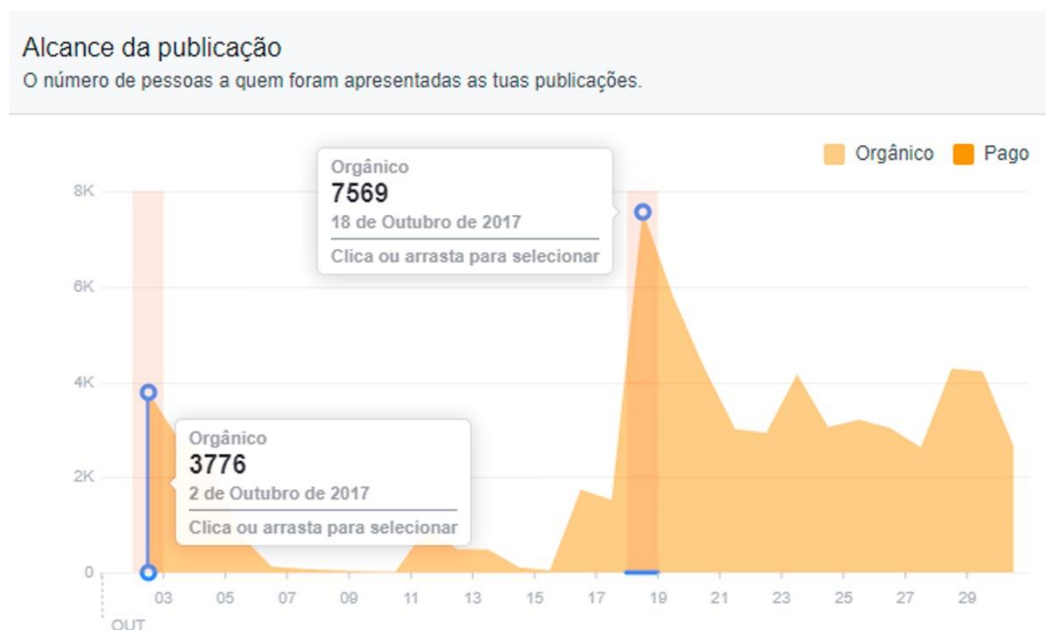 Alcance da publicação
O número de pessoas a quem foram apresentadas as tuas publicações.
Orgânico Pago
Orgânico
7569
18 de Outubro de 2017
Clica ou arrasta para selecionar
8K
6K
4K
Orgânico
3776
2 de Outubro de 2017
Clica ou arrasta para selecionar
2K
0
03 05 07 09 11 13 15 17 19 21 23 25 27 29
OUT